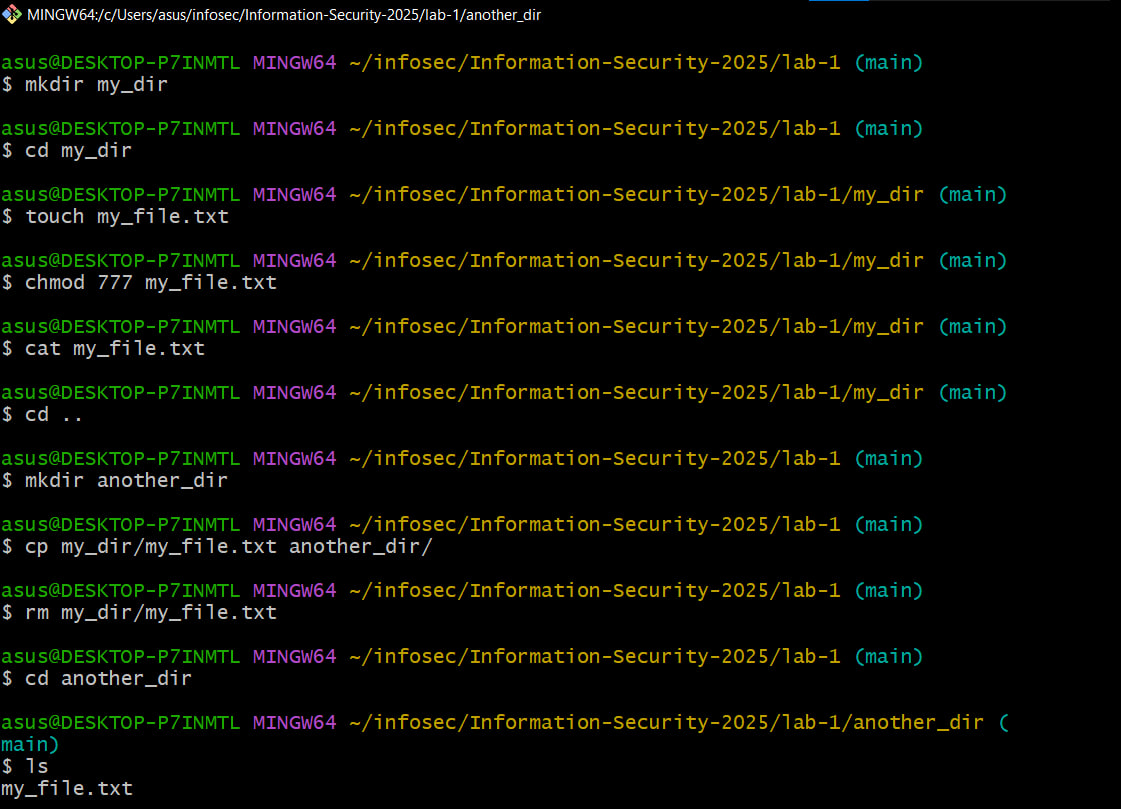 MINGW64:/c/Users/asus/infosec/Information-Security-2025/lab-1/another_dir
asus@DESKTOP-P7INMTL MINGW64 ~/infosec/Information-Security-2025/lab-1 (main)
$ mkdir my_dir
asus@DESKTOP-P7INMTL MINGW64 ~/infosec/Information-Security-2025/lab-1 (main)
$ cd my_dir
asus@DESKTOP-P7INMTL MINGW64 ~/infosec/Information-Security-2025/lab-1/my_dir (main)
$ touch my_file.txt
asus@DESKTOP-P7INMTL MINGW64 ~/infosec/Information-Security-2025/lab-1/my_dir (main)
$ chmod 777 my_file.txt
asus@DESKTOP-P7INMTL MINGW64 ~/infosec/Information-Security-2025/lab-1/my_dir (main)
$ cat my_file.txt
asus@DESKTOP-P7INMTL MINGW64 ~/infosec/Information-Security-2025/lab-1/my_dir (main)
$ cd ..
asus@DESKTOP-P7INMTL MINGW64 ~/infosec/Information-Security-2025/lab-1 (main)
$ mkdir another_dir
asus@DESKTOP-P7INMTL MINGW64 ~/infosec/Information-Security-2025/lab-1 (main)
$ cp my_dir/my_file.txt another_dir/
asus@DESKTOP-P7INMTL MINGW64 ~/infosec/Information-Security-2025/lab-1 (main)
$ rm my_dir/my_file.txt
asus@DESKTOP-P7INMTL MINGW64 ~/infosec/Information-Security-2025/lab-1 (main)
$ cd another_dir
asus@DESKTOP-P7INMTL MINGW64 ~/infosec/Information-Security-2025/lab-1/another_dir (
main)
$ ls
my_file.txt